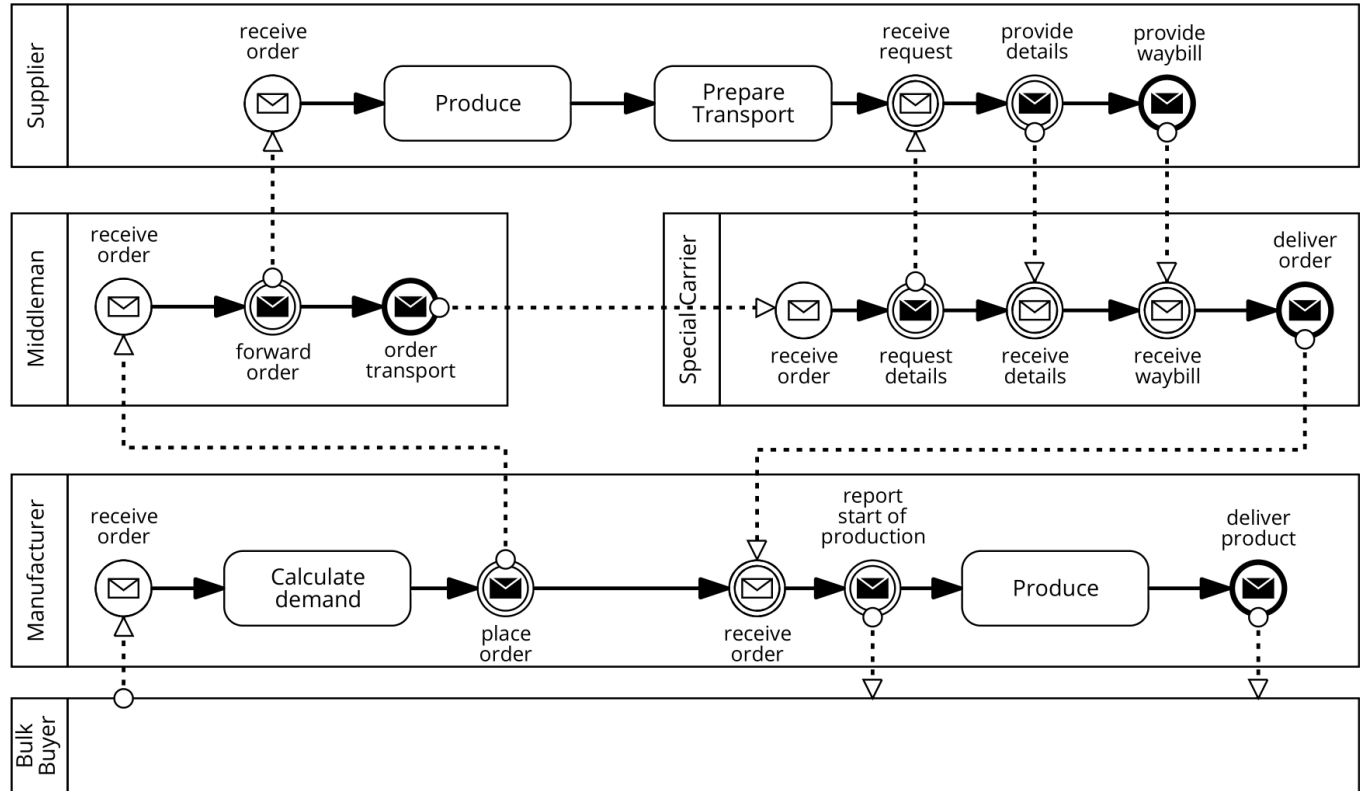 Supplier
receive
order
Produce
Prepare
Transport
receive
request
provide
details
provide
waybill
Middleman
receive
order
forward
order
order
transport
Special Carrier
receive
order
request
details
receive
details
receive
waybill
deliver
order
Manufacturer
receive
order
Calculate
demand
place
order
receive
order
report
start of
production
Produce
deliver
product
Bulk
Buyer